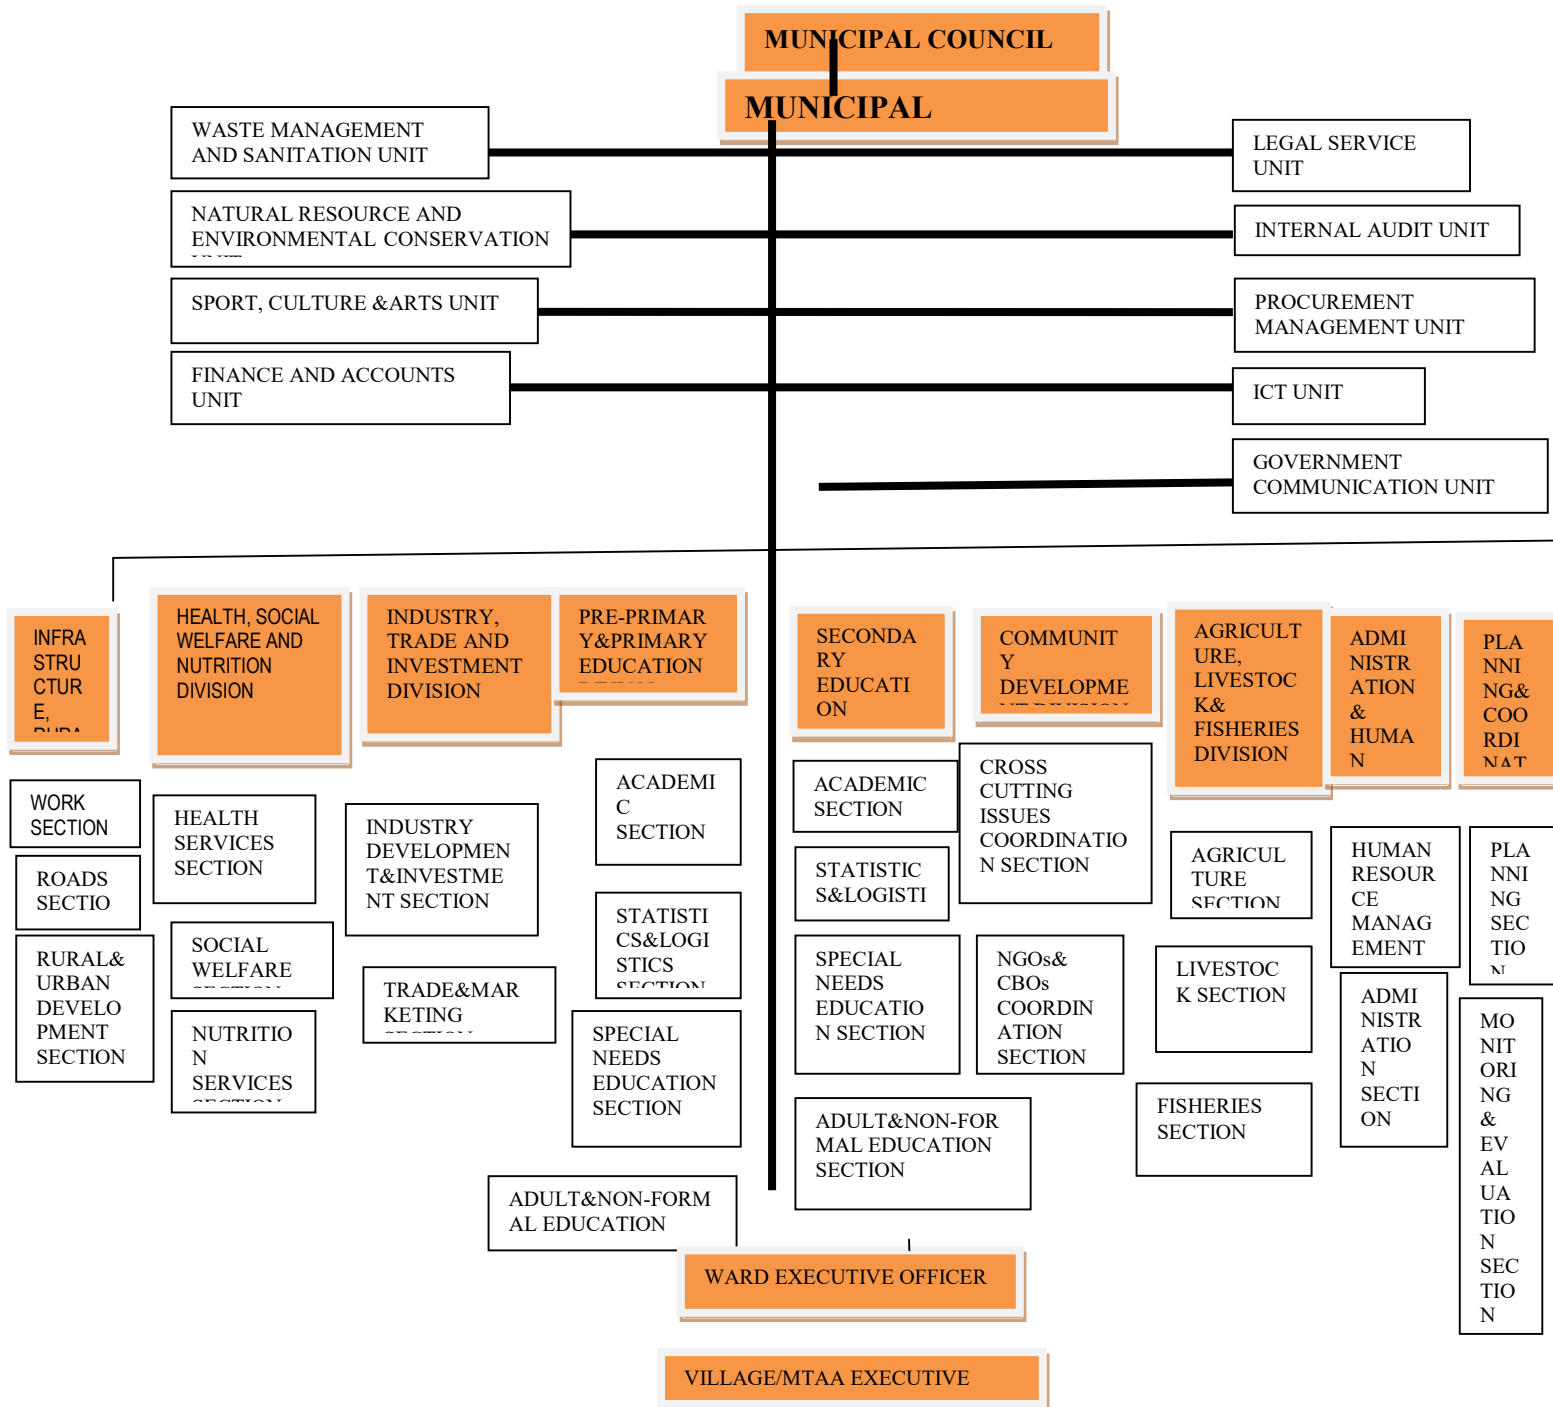 MUNICIPAL COUNCIL
MUNICIPAL
WASTE MANAGEMENT
AND SANITATION UNIT
LEGAL SERVICE
UNIT
NATURAL RESOURCE AND
ENVIRONMENTAL CONSERVATION
INTERNAL AUDIT UNIT
SPORT, CULTURE &ARTS UNIT
PROCUREMENT
MANAGEMENT UNIT
FINANCE AND ACCOUNTS
UNIT
ICT UNIT
GOVERNMENT
COMMUNICATION UNIT
INFRA
STRU
CTUR
E,
HEALTH, SOCIAL
WELFARE AND
NUTRITION
DIVISION
INDUSTRY,
TRADE AND
INVESTMENT
DIVISION
PRE-PRIMAR
Y&PRIMARY
EDUCATION
SECONDA
RY
EDUCATI
ON
COMMUNIT
Y
DEVELOPME
NT DIVISION
AGRICULT
URE,
LIVESTOC
K&
FISHERIES
DIVISION
ADMI
NISTR
ATION
&
HUMA
N
PLA
NNI
NG&
COO
RDI
NAT
WORK
SECTION
ROADS
SECTIO
RURAL&
URBAN
DEVELO
PMENT
SECTION
HEALTH
SERVICES
SECTION
SOCIAL
WELFARE
SECTION
NUTRITIO
N
SERVICES
SECTION
INDUSTRY
DEVELOPMEN
T&INVESTME
NT SECTION
TRADE&MAR
KETING
SECTION
ACADEMI
C
SECTION
STATISTI
CS&LOGI
STICS
SECTION
SPECIAL
NEEDS
EDUCATION
SECTION
ADULT&NON-FORM
AL EDUCATION
ACADEMIC
SECTION
STATISTIC
S&LOGISTI
SPECIAL
NEEDS
EDUCATIO
N SECTION
ADULT&NON-FOR
MAL EDUCATION
SECTION
CROSS
CUTTING
ISSUES
COORDINATIO
N SECTION
NGOs&
CBOs
COORDIN
ATION
SECTION
AGRICUL
TURE
SECTION
LIVESTOC
K SECTION
FISHERIES
SECTION
HUMAN
RESOUR
CE
MANAG
EMENT
ADMI
NISTR
ATIO
N
SECTI
ON
PLA
NNI
NG
SEC
TIO
N
MO
NIT
ORI
NG
&
EV
AL
UA
TIO
N
SEC
TIO
N
WARD EXECUTIVE OFFICER
VILLAGE/MTAA EXECUTIVE